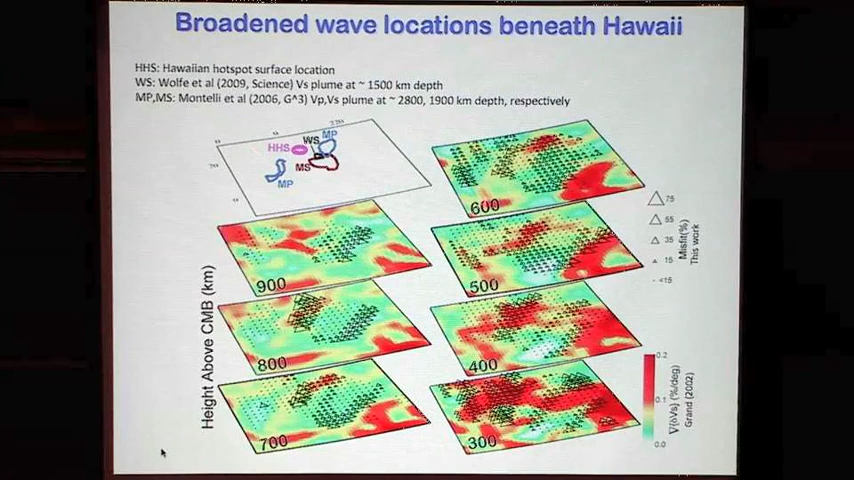 Broadened wave locations beneath Hawaii
HHS: Hawaiian hotspot surface location
WS: Wolfe et al (2009, Science) Vs plume at ~ 1500 km depth
MP,MS: Montelli et al (2006, G^3) Vp,Vs plume at ~ 2800, 1900 km depth, respectively
HHS
WS
MP
MS
MP
600
900
500
800
400
700
300
Height Above CMB (km)
75
55
35
15
<15
Misfit(%)
This work
0.2
0.1
0.0
∇(δVs) (%/deg)
Grand (2002)